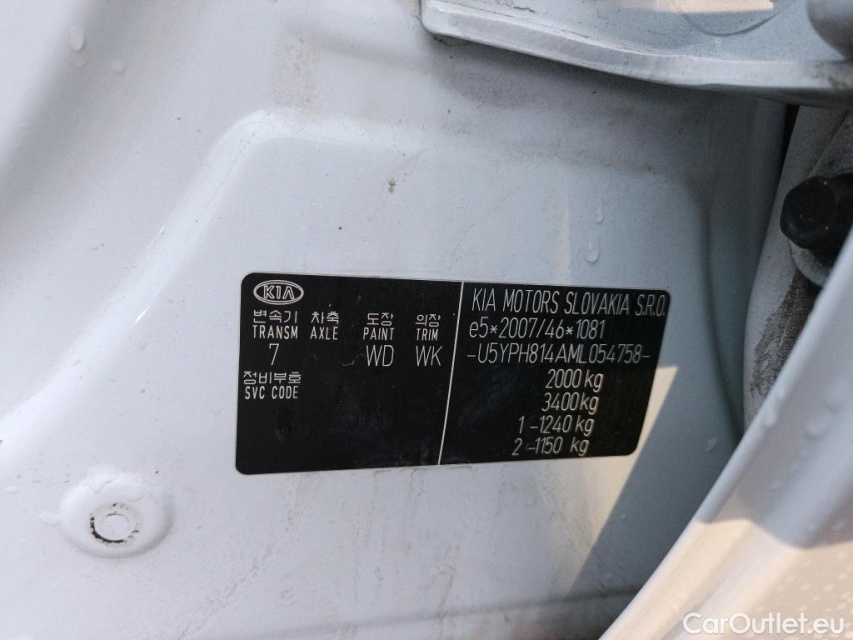 KIA
변속기 차축 도장 의장
TRANSM AXLE PAINT TRIM
7 WD WK
정비부호
SVC CODE
KIA MOTORS SLOVAKIA S.R.O.
e5*2007/46*1081
-U5YPH814AML054758-
2000 kg
3400 kg
1 -1240 kg
2 -1150 kg
CarOutlet.eu